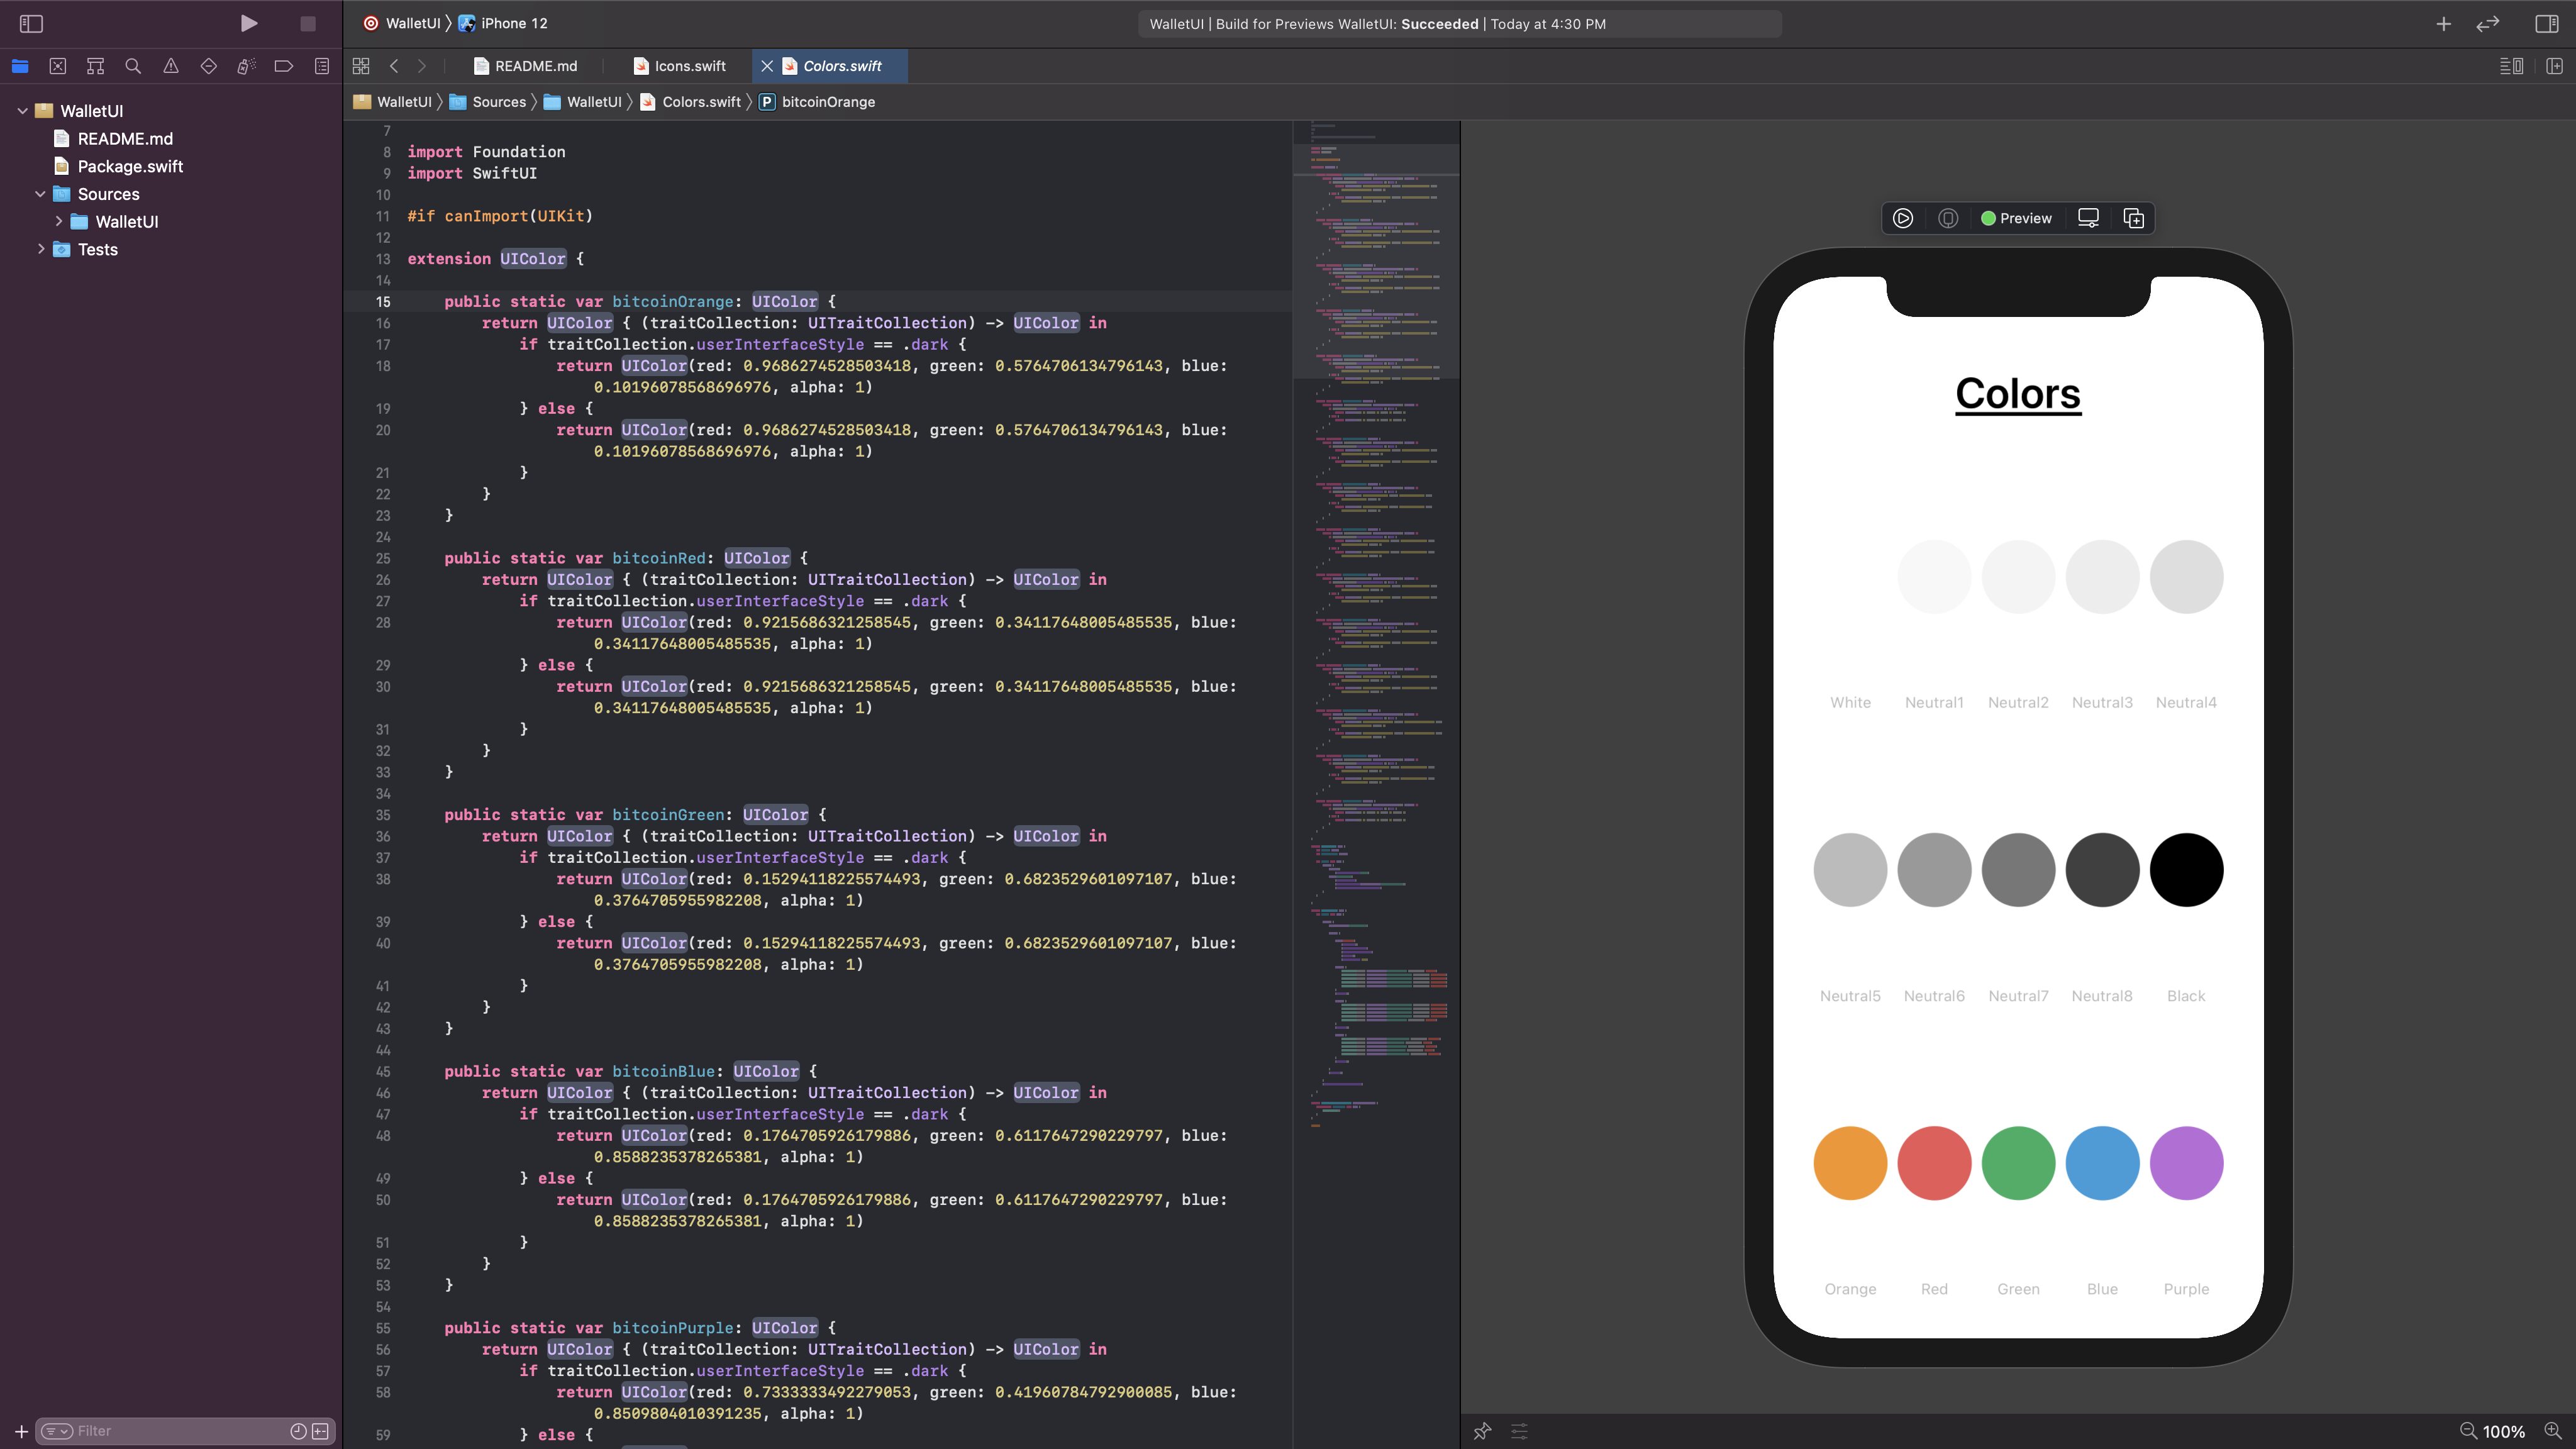 WalletUI
iPhone 12
WalletUI | Build for Previews WalletUI: Succeeded | Today at 4:30 PM
README.md
Icons.swift
Colors.swift
WalletUI
Sources
WalletUI
Colors.swift
P
bitcoinOrange
WalletUI
README.md
Package.swift
Sources
WalletUI
Tests
Filter
7
8 import Foundation
9 import SwiftUI
10
11 #if canImport(UIKit)
12
13 extension UIColor {
14
15 public static var bitcoinOrange: UIColor {
16 return UIColor { (traitCollection: UITraitCollection) -> UIColor in
17 if traitCollection.userInterfaceStyle == .dark {
18 return UIColor(red: 0.9686274528503418, green: 0.5764706134796143, blue:
0.10196078568696976, alpha: 1)
19 } else {
20 return UIColor(red: 0.9686274528503418, green: 0.5764706134796143, blue:
0.10196078568696976, alpha: 1)
21 }
22 }
23 }
24
25 public static var bitcoinRed: UIColor {
26 return UIColor { (traitCollection: UITraitCollection) -> UIColor in
27 if traitCollection.userInterfaceStyle == .dark {
28 return UIColor(red: 0.9215686321258545, green: 0.34117648005485535, blue:
0.34117648005485535, alpha: 1)
29 } else {
30 return UIColor(red: 0.9215686321258545, green: 0.34117648005485535, blue:
0.34117648005485535, alpha: 1)
31 }
32 }
33 }
34
35 public static var bitcoinGreen: UIColor {
36 return UIColor { (traitCollection: UITraitCollection) -> UIColor in
37 if traitCollection.userInterfaceStyle == .dark {
38 return UIColor(red: 0.15294118225574493, green: 0.6823529601097107, blue:
0.3764705955982208, alpha: 1)
39 } else {
40 return UIColor(red: 0.15294118225574493, green: 0.6823529601097107, blue:
0.3764705955982208, alpha: 1)
41 }
42 }
43 }
44
45 public static var bitcoinBlue: UIColor {
46 return UIColor { (traitCollection: UITraitCollection) -> UIColor in
47 if traitCollection.userInterfaceStyle == .dark {
48 return UIColor(red: 0.1764705926179886, green: 0.6117647290229797, blue:
0.8588235378265381, alpha: 1)
49 } else {
50 return UIColor(red: 0.1764705926179886, green: 0.6117647290229797, blue:
0.8588235378265381, alpha: 1)
51 }
52 }
53 }
54
55 public static var bitcoinPurple: UIColor {
56 return UIColor { (traitCollection: UITraitCollection) -> UIColor in
57 if traitCollection.userInterfaceStyle == .dark {
58 return UIColor(red: 0.7333333492279053, green: 0.41960784792900085, blue:
0.8509804010391235, alpha: 1)
59 } else {
Preview
Colors
White Neutral1 Neutral2 Neutral3 Neutral4
Neutral5 Neutral6 Neutral7 Neutral8 Black
Orange Red Green Blue Purple
100%